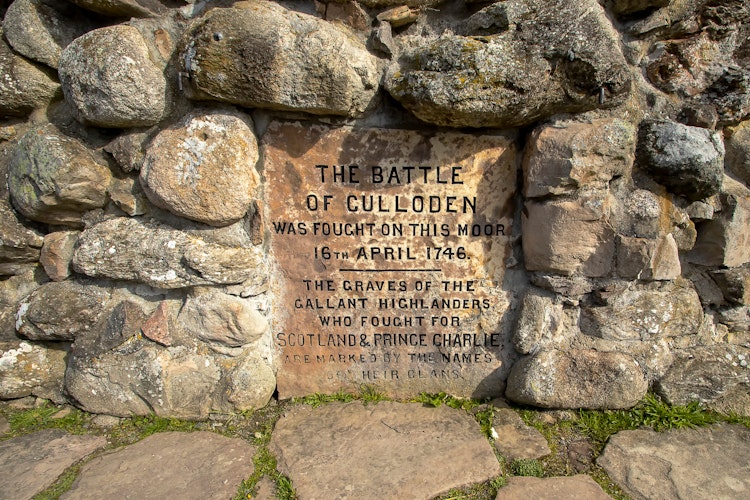 THE BATTLE
OF CULLODEN
WAS FOUGHT ON THIS MOOR
16TH APRIL 1746.
THE GRAVES OF THE
GALLANT HIGHLANDERS
WHO FOUGHT FOR
SCOTLAND & PRINCE CHARLIE,
ARE MARKED BY THE NAMES
OF THEIR CLANS.